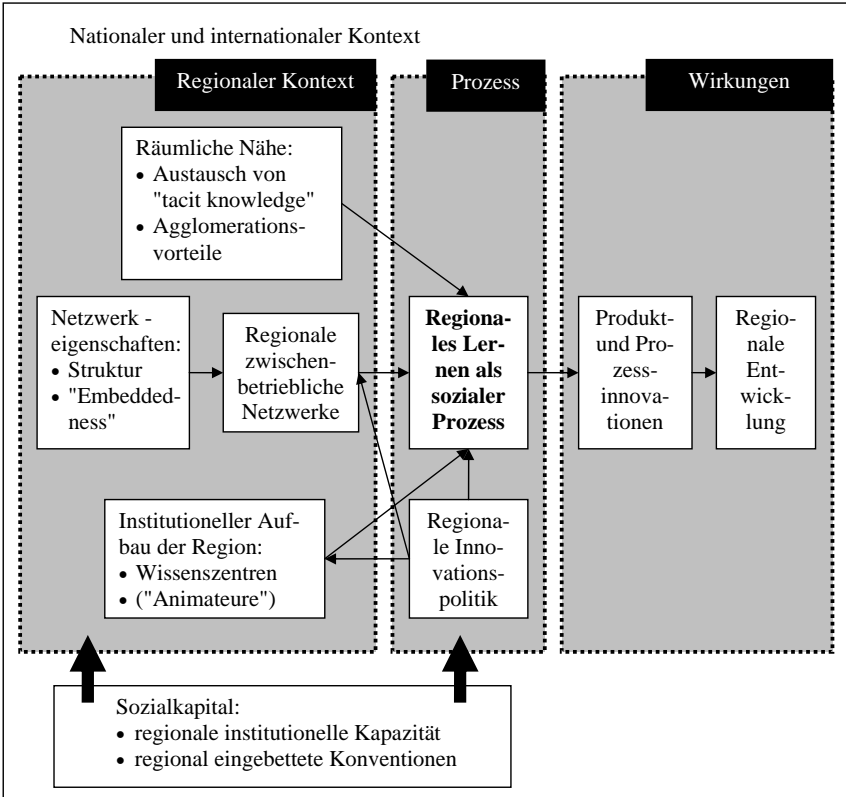 Nationaler und internationaler Kontext
Regionaler Kontext
Prozess
Wirkungen
Räumliche Nähe:
• Austausch von
"tacit knowledge"
• Agglomerations-
vorteile
Netzwerk -
eigenschaften:
• Struktur
• "Embedded-
ness"
Regionale
zwischen-
betriebliche
Netzwerke
Regiona-
les Ler-
nen als
sozialer
Prozess
Produkt-
und Pro-
zess-
innova-
tionen
Regio-
nale
Ent-
wick-
lung
Institutioneller Auf-
bau der Region:
• Wissenszentren
• ("Animateure")
Regiona-
le Inno-
vations-
politik
Sozialkapital:
• regionale institutionelle Kapazität
• regional eingebettete Konventionen